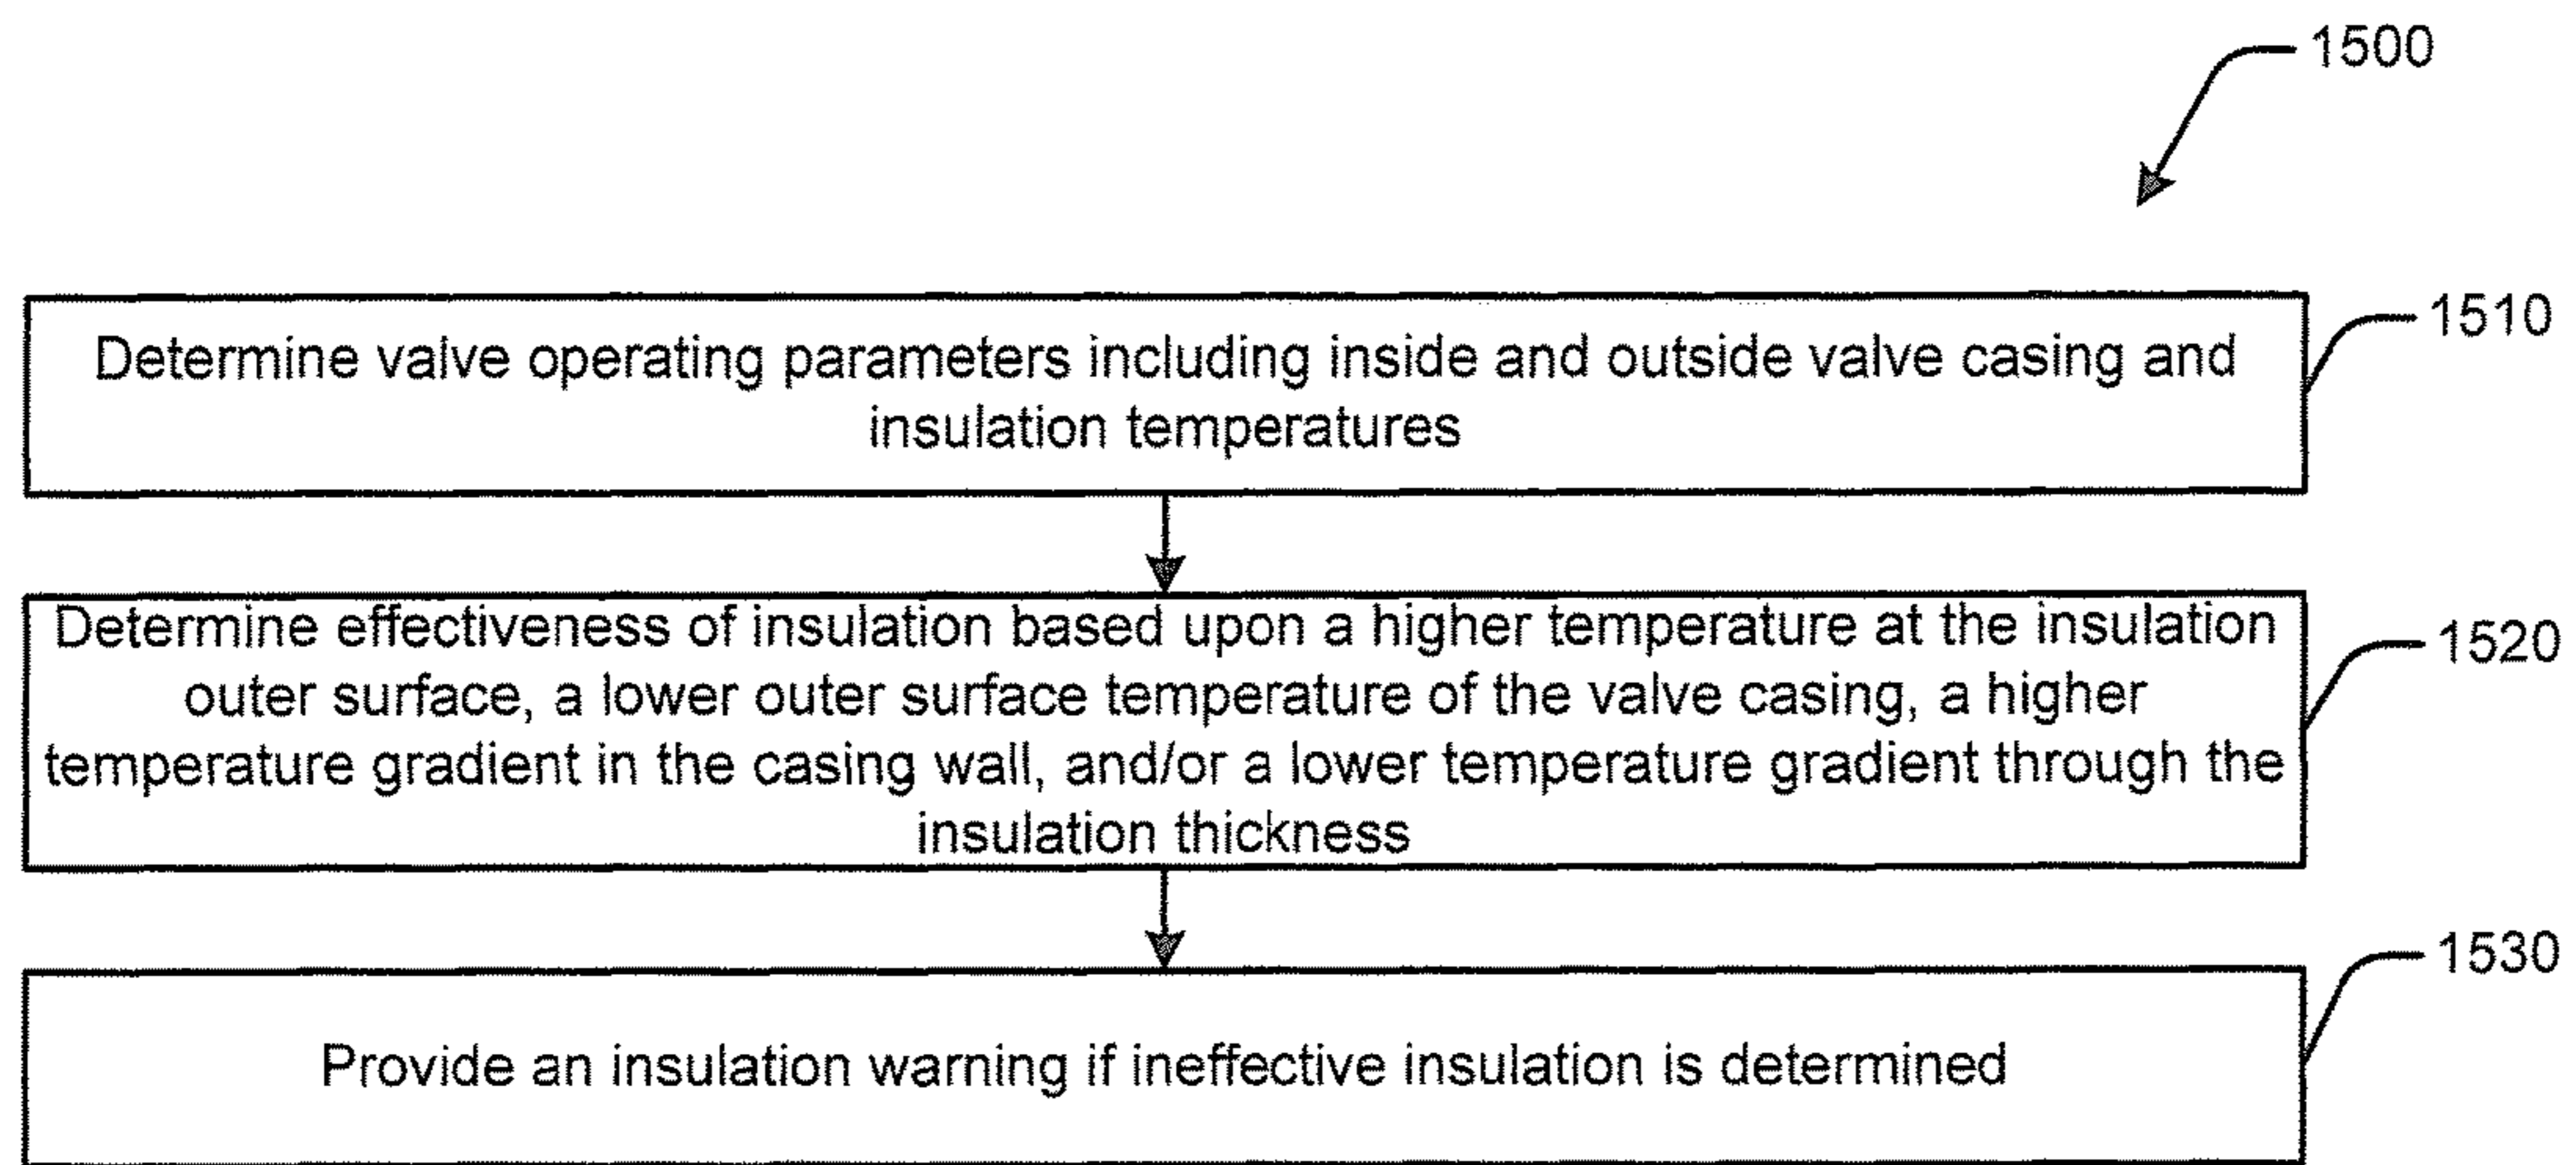 1500
Determine valve operating parameters including inside and outside valve casing and
insulation temperatures
1510
Determine effectiveness of insulation based upon a higher temperature at the insulation
outer surface, a lower outer surface temperature of the valve casing, a higher
temperature gradient in the casing wall, and/or a lower temperature gradient through the
insulation thickness
1520
Provide an insulation warning if ineffective insulation is determined
1530